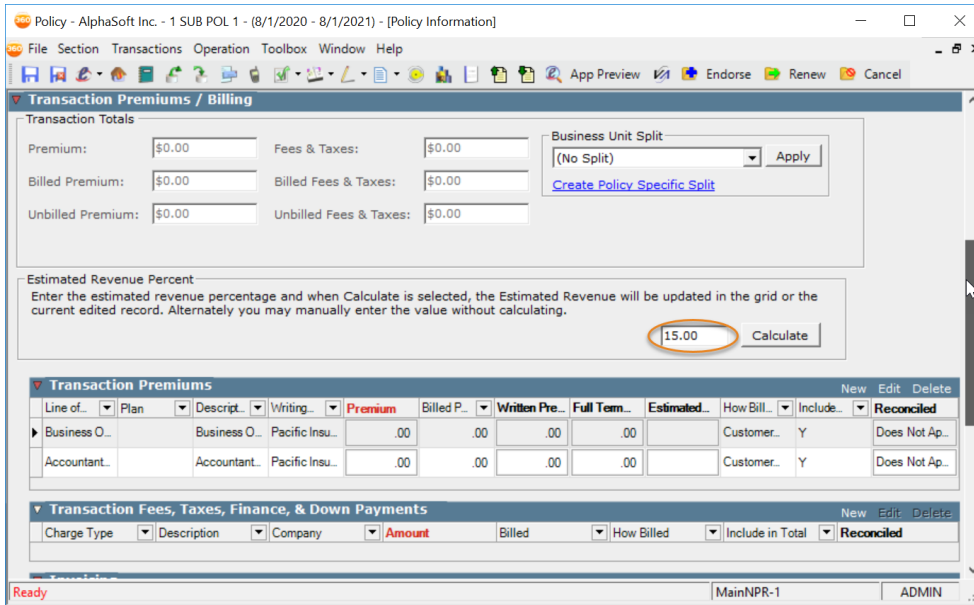 360 Policy - AlphaSoft Inc. - 1 SUB POL 1 - (8/1/2020 - 8/1/2021) - [Policy Information]
360 File Section Transactions Operation Toolbox Window Help
App Preview Endorse Renew Cancel
Transaction Premiums / Billing
Transaction Totals
Premium: $0.00 Fees & Taxes: $0.00
Billed Premium: $0.00 Billed Fees & Taxes: $0.00
Unbilled Premium: $0.00 Unbilled Fees & Taxes: $0.00
Business Unit Split
(No Split) Apply
Create Policy Specific Split
Estimated Revenue Percent
Enter the estimated revenue percentage and when Calculate is selected, the Estimated Revenue will be updated in the grid or the
current edited record. Alternately you may manually enter the value without calculating.
15.00 Calculate
Transaction Premiums New Edit Delete
Line of... Plan Descript... Writing... Premium Billed P... Written Pre... Full Term... Estimated... How Bill... Include... Reconciled
Business O... Business O... Pacific Insu... .00 .00 .00 .00 Customer... Y Does Not Ap...
Accountant... Accountant... Pacific Insu... .00 .00 .00 .00 Customer... Y Does Not Ap...
Transaction Fees, Taxes, Finance, & Down Payments New Edit Delete
Charge Type Description Company Amount Billed How Billed Include in Total Reconciled
Invoicing
Ready MainNPR-1 ADMIN